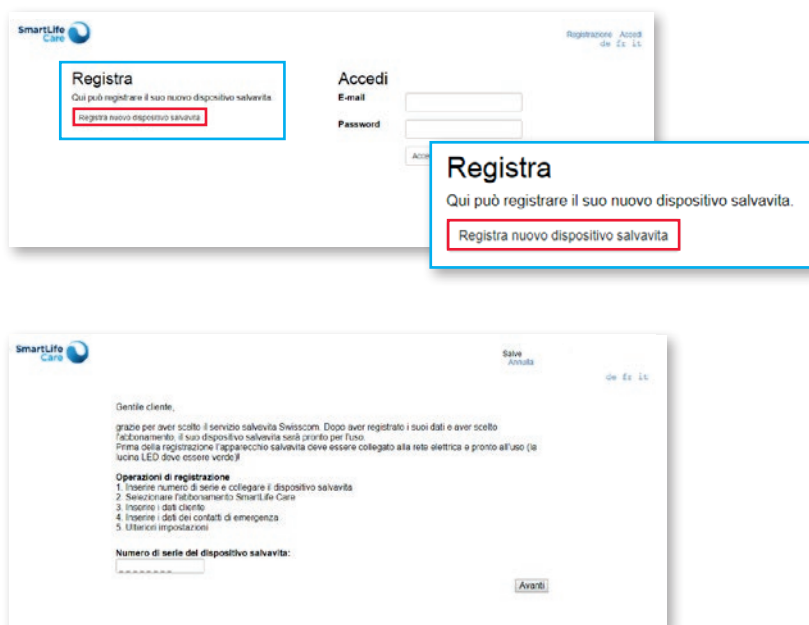 SmartLife
Care
Registrazione Accedi
de fr it
Registra
Qui può registrare il suo nuovo dispositivo salvavita
Registra nuovo dispositivo salvavita
Accedi
E-mail
Password
Registra
Qui può registrare il suo nuovo dispositivo salvavita.
Registra nuovo dispositivo salvavita
SmartLife
Care
Salve
Annulla
de fr it
Gentile cliente,
grazie per aver scelto il servizio salvavita Swisscom. Dopo aver registrato i suoi dati e aver scelto
l'abbonamento, il suo dispositivo salvavita sarà pronto per l'uso.
Prima della registrazione l'apparecchio salvavita deve essere collegato alla rete elettrica e pronto all'uso (la
lucina LED deve essere verde)!
Operazioni di registrazione
1. Inserire numero di serie e collegare il dispositivo salvavita
2. Selezionare l'abbonamento SmartLife Care
3. Inserire i dati cliente
4. Inserire i dati dei contatti di emergenza
5. Ulteriori impostazioni
Numero di serie del dispositivo salvavita:
_ _ _ _ _ _ _ _
Avanti